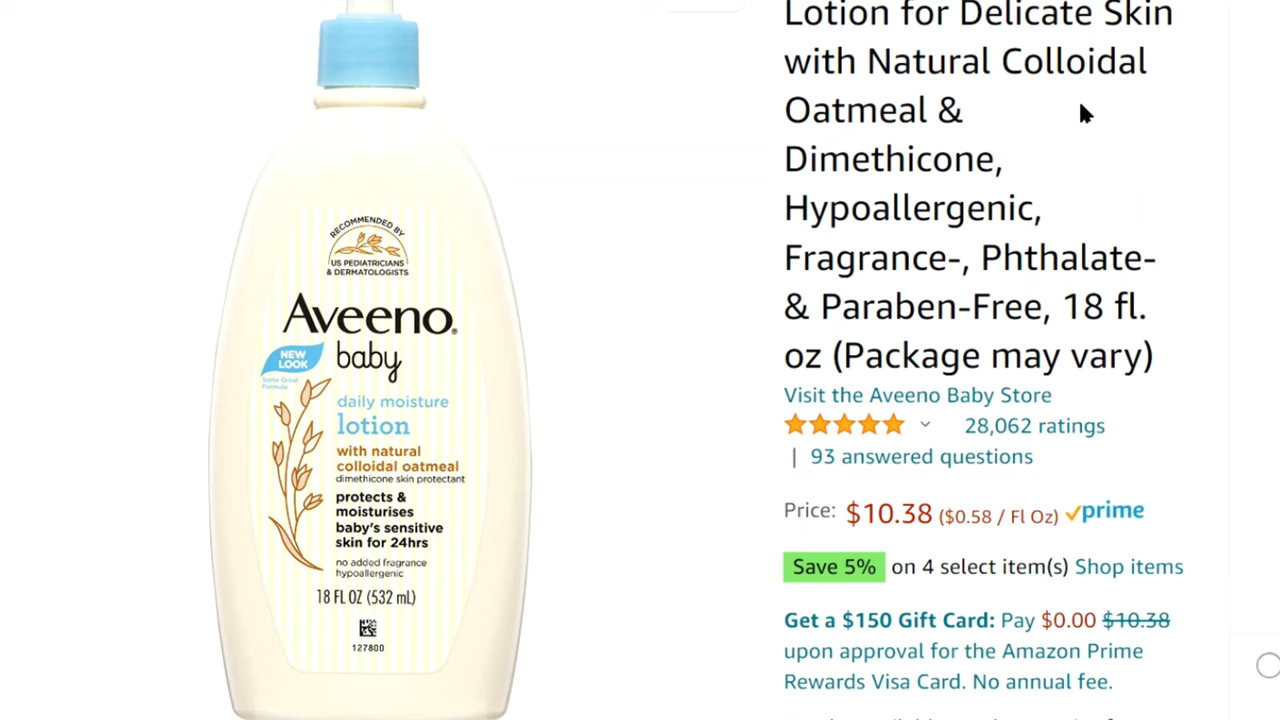 RECOMMENDED BY
US PEDIATRICIANS
& DERMATOLOGISTS
Aveeno®
baby
NEW
LOOK
Same Great
Formula
daily moisture
lotion
with natural
colloidal oatmeal
dimethicone skin protectant
protects &
moisturises
baby's sensitive
skin for 24hrs
no added fragrance
hypoallergenic
18 FL OZ (532 mL)
127800
Lotion for Delicate Skin
with Natural Colloidal
Oatmeal &
Dimethicone,
Hypoallergenic,
Fragrance-, Phthalate-
& Paraben-Free, 18 fl.
oz (Package may vary)
Visit the Aveeno Baby Store
28,062 ratings
| 93 answered questions
Price: $10.38 ($0.58 / Fl Oz) prime
Save 5% on 4 select item(s) Shop items
Get a $150 Gift Card: Pay $0.00 $10.38
upon approval for the Amazon Prime
Rewards Visa Card. No annual fee.